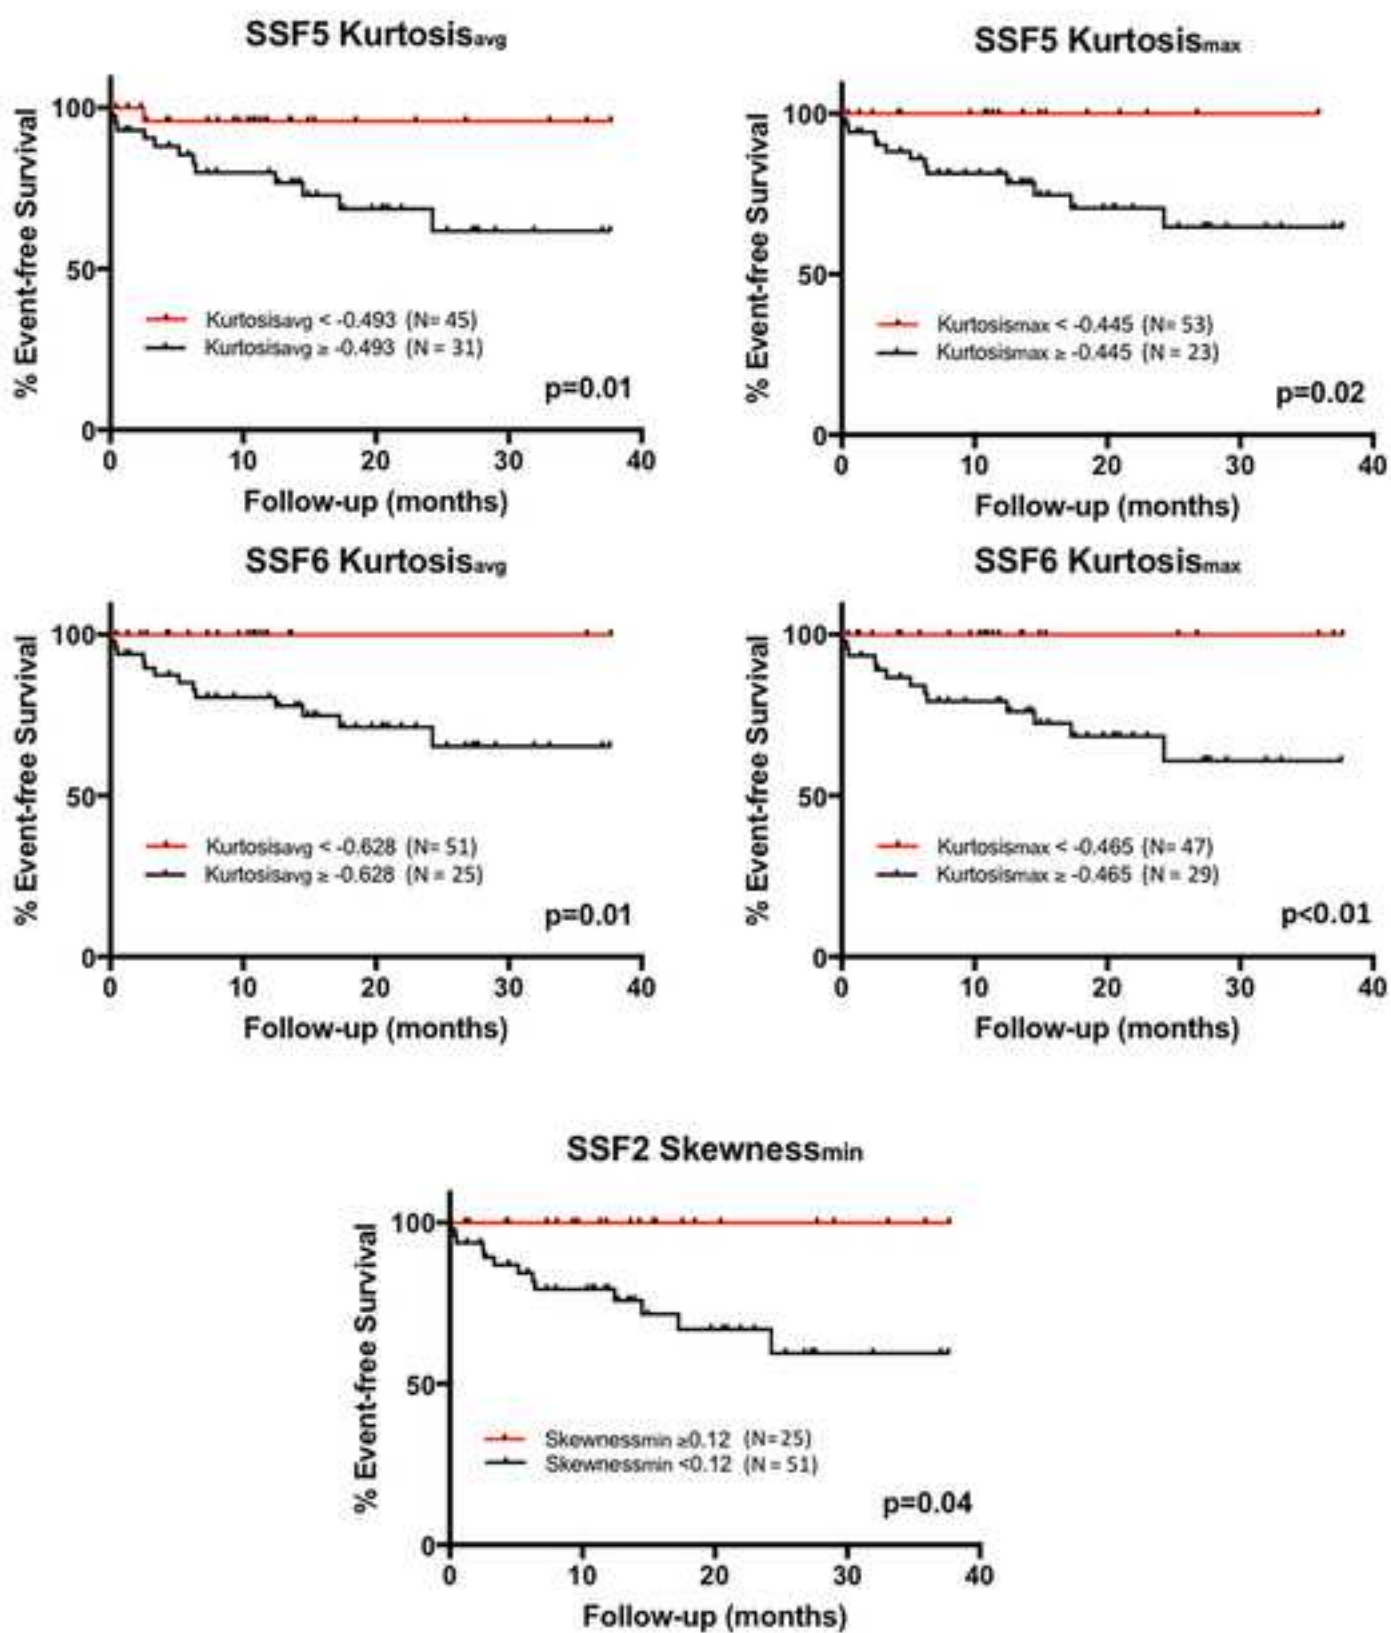 SSF5 Kurtosisavg
% Event-free Survival
100
50
0
Kurtosisavg < -0.493 (N= 45)
Kurtosisavg ≥ -0.493 (N = 31)
p=0.01
0 10 20 30 40
Follow-up (months)
SSF5 Kurtosismax
% Event-free Survival
100
50
0
Kurtosismax < -0.445 (N= 53)
Kurtosismax ≥ -0.445 (N = 23)
p=0.02
0 10 20 30 40
Follow-up (months)
SSF6 Kurtosisavg
% Event-free Survival
100
50
0
Kurtosisavg < -0.628 (N= 51)
Kurtosisavg ≥ -0.628 (N = 25)
p=0.01
0 10 20 30 40
Follow-up (months)
SSF6 Kurtosismax
% Event-free Survival
100
50
0
Kurtosismax < -0.465 (N= 47)
Kurtosismax ≥ -0.465 (N = 29)
p<0.01
0 10 20 30 40
Follow-up (months)
SSF2 Skewnessmin
% Event-free Survival
100
50
0
Skewnessmin ≥0.12 (N=25)
Skewnessmin <0.12 (N = 51)
p=0.04
0 10 20 30 40
Follow-up (months)